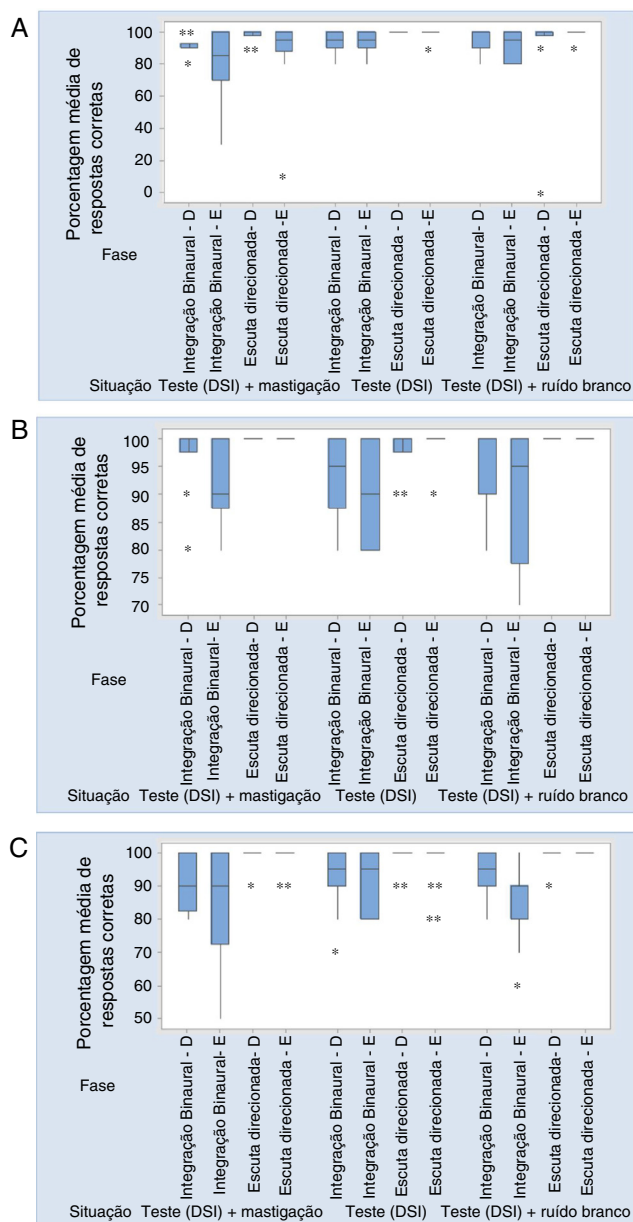 A
Porcentagem média de
respostas corretas
100
80
60
40
20
0
**
*
**
*
*
*
*
*
Fase
Integração Binaural - D
Integração Binaural - E
Escuta direcionada - D
Escuta direcionada - E
Integração Binaural - D
Integração Binaural - E
Escuta direcionada - D
Escuta direcionada - E
Integração Binaural- D
Integração Binaural - E
Escuta direcionada - D
Escuta direcionada -E
Situação Teste (DSI) + mastigação Teste (DSI) Teste (DSI) + ruído branco
B
Porcentagem média de
respostas corretas
100
95
90
85
80
75
70
*
*
**
*
Fase
Integração Binaural - D
Integração Binaural - E
Escuta direcionada- D
Escuta direcionada - E
Integração Binaural - D
Integração Binaural - E
Escuta direcionada - D
Escuta direcionada - E
Integração Binaural - D
Integração Binaural - E
Escuta direcionada - D
Escuta direcionada - E
Situação Teste (DSI) + mastigação Teste (DSI) Teste (DSI) + ruído branco
C
Porcentagem média de
respostas corretas
100
90
80
70
60
50
*
**
*
**
**
**
*
*
Fase
Integração Binaural - D
Integração Binaural- E
Escuta direcionada- D
Escuta direcionada - E
Integração Binaural - D
Integração Binaural - E
Escuta direcionada - D
Escuta direcionada - E
Integração Binaural - D
Integração Binaural - E
Escuta direcionada - D
Escuta direcionada - E
Situação Teste (DSI) + mastigação Teste (DSI) Teste (DSI) + ruído branco